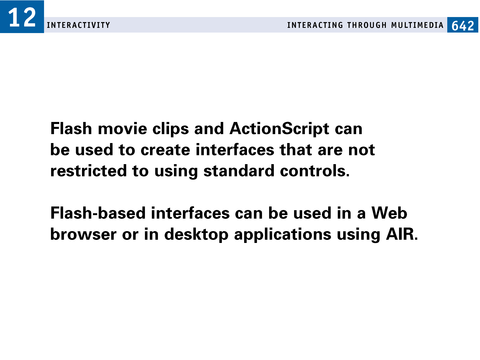 12 INTERACTIVITY INTERACTING THROUGH MULTIMEDIA 642
Flash movie clips and ActionScript can
be used to create interfaces that are not
restricted to using standard controls.
Flash-based interfaces can be used in a Web
browser or in desktop applications using AIR.